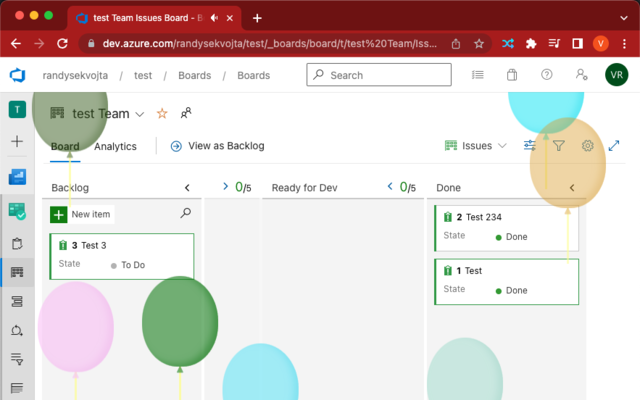 test Team Issues Board - B
dev.azure.com/randysekvojta/test/_boards/board/t/test%20Team/Iss...
V
randysekvojta / test / Boards / Boards
Search
VR
T
test Team
Board
Analytics
View as Backlog
Issues
Backlog
0/5
Ready for Dev
0/5
Done
New item
3 Test 3
State
To Do
2 Test 234
State
Done
1 Test
State
Done